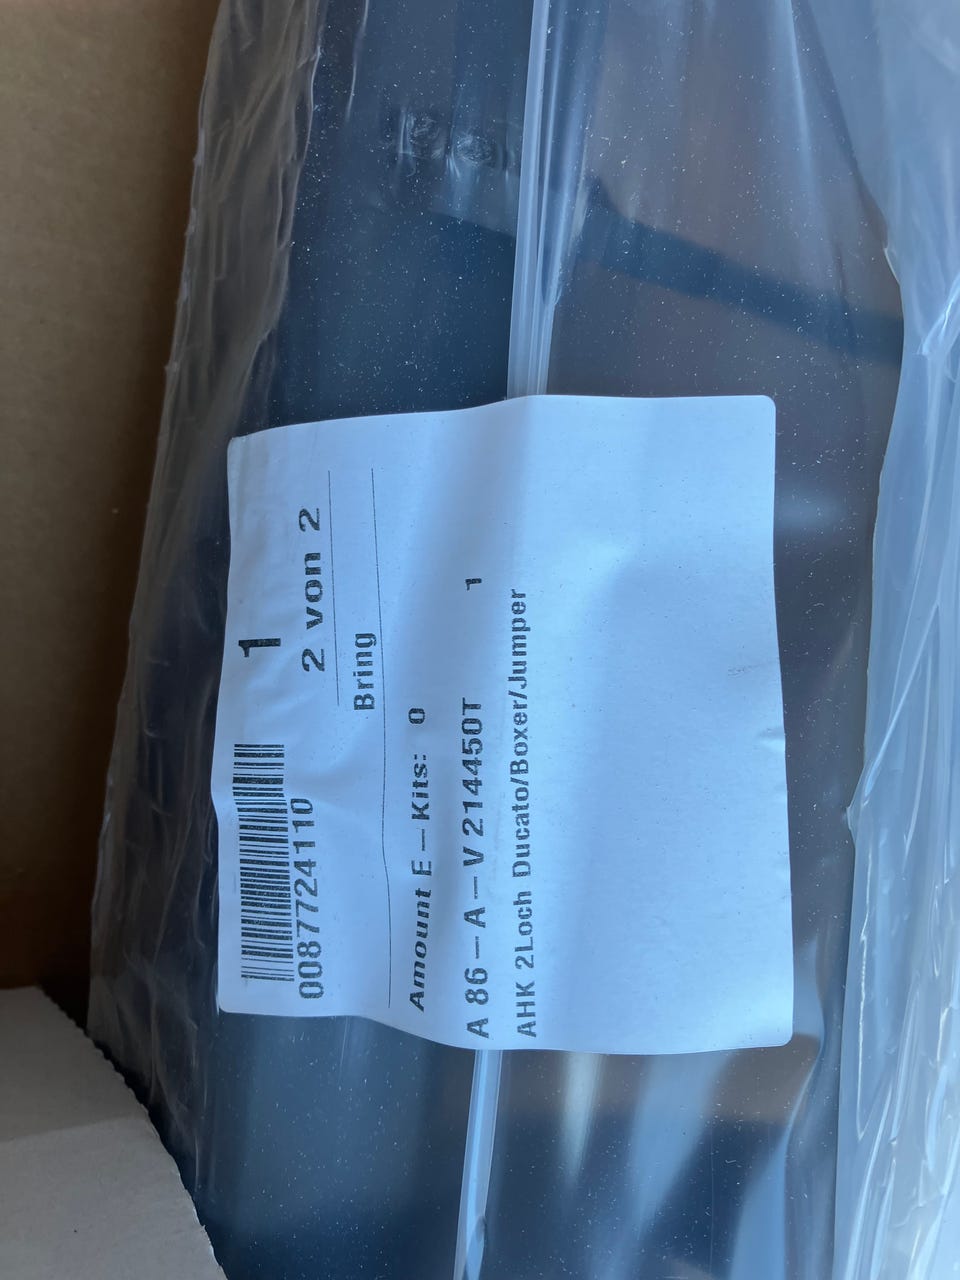 1
0087724110
2 von 2
Bring
Amount E-Kits: 0
A 86-A-V 214450T 1
AHK 2Loch Ducato/Boxer/Jumper